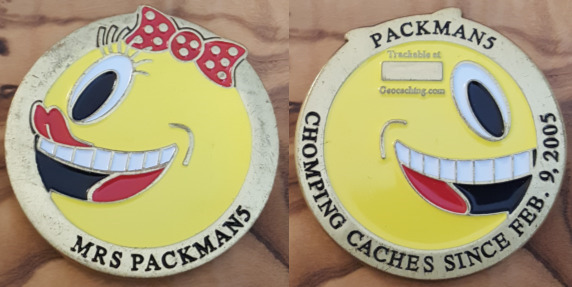 MRS PACKMAN5
PACKMAN5
Trackable at
Geocaching.com
CHOMPING CACHES SINCE FEB. 9, 2005